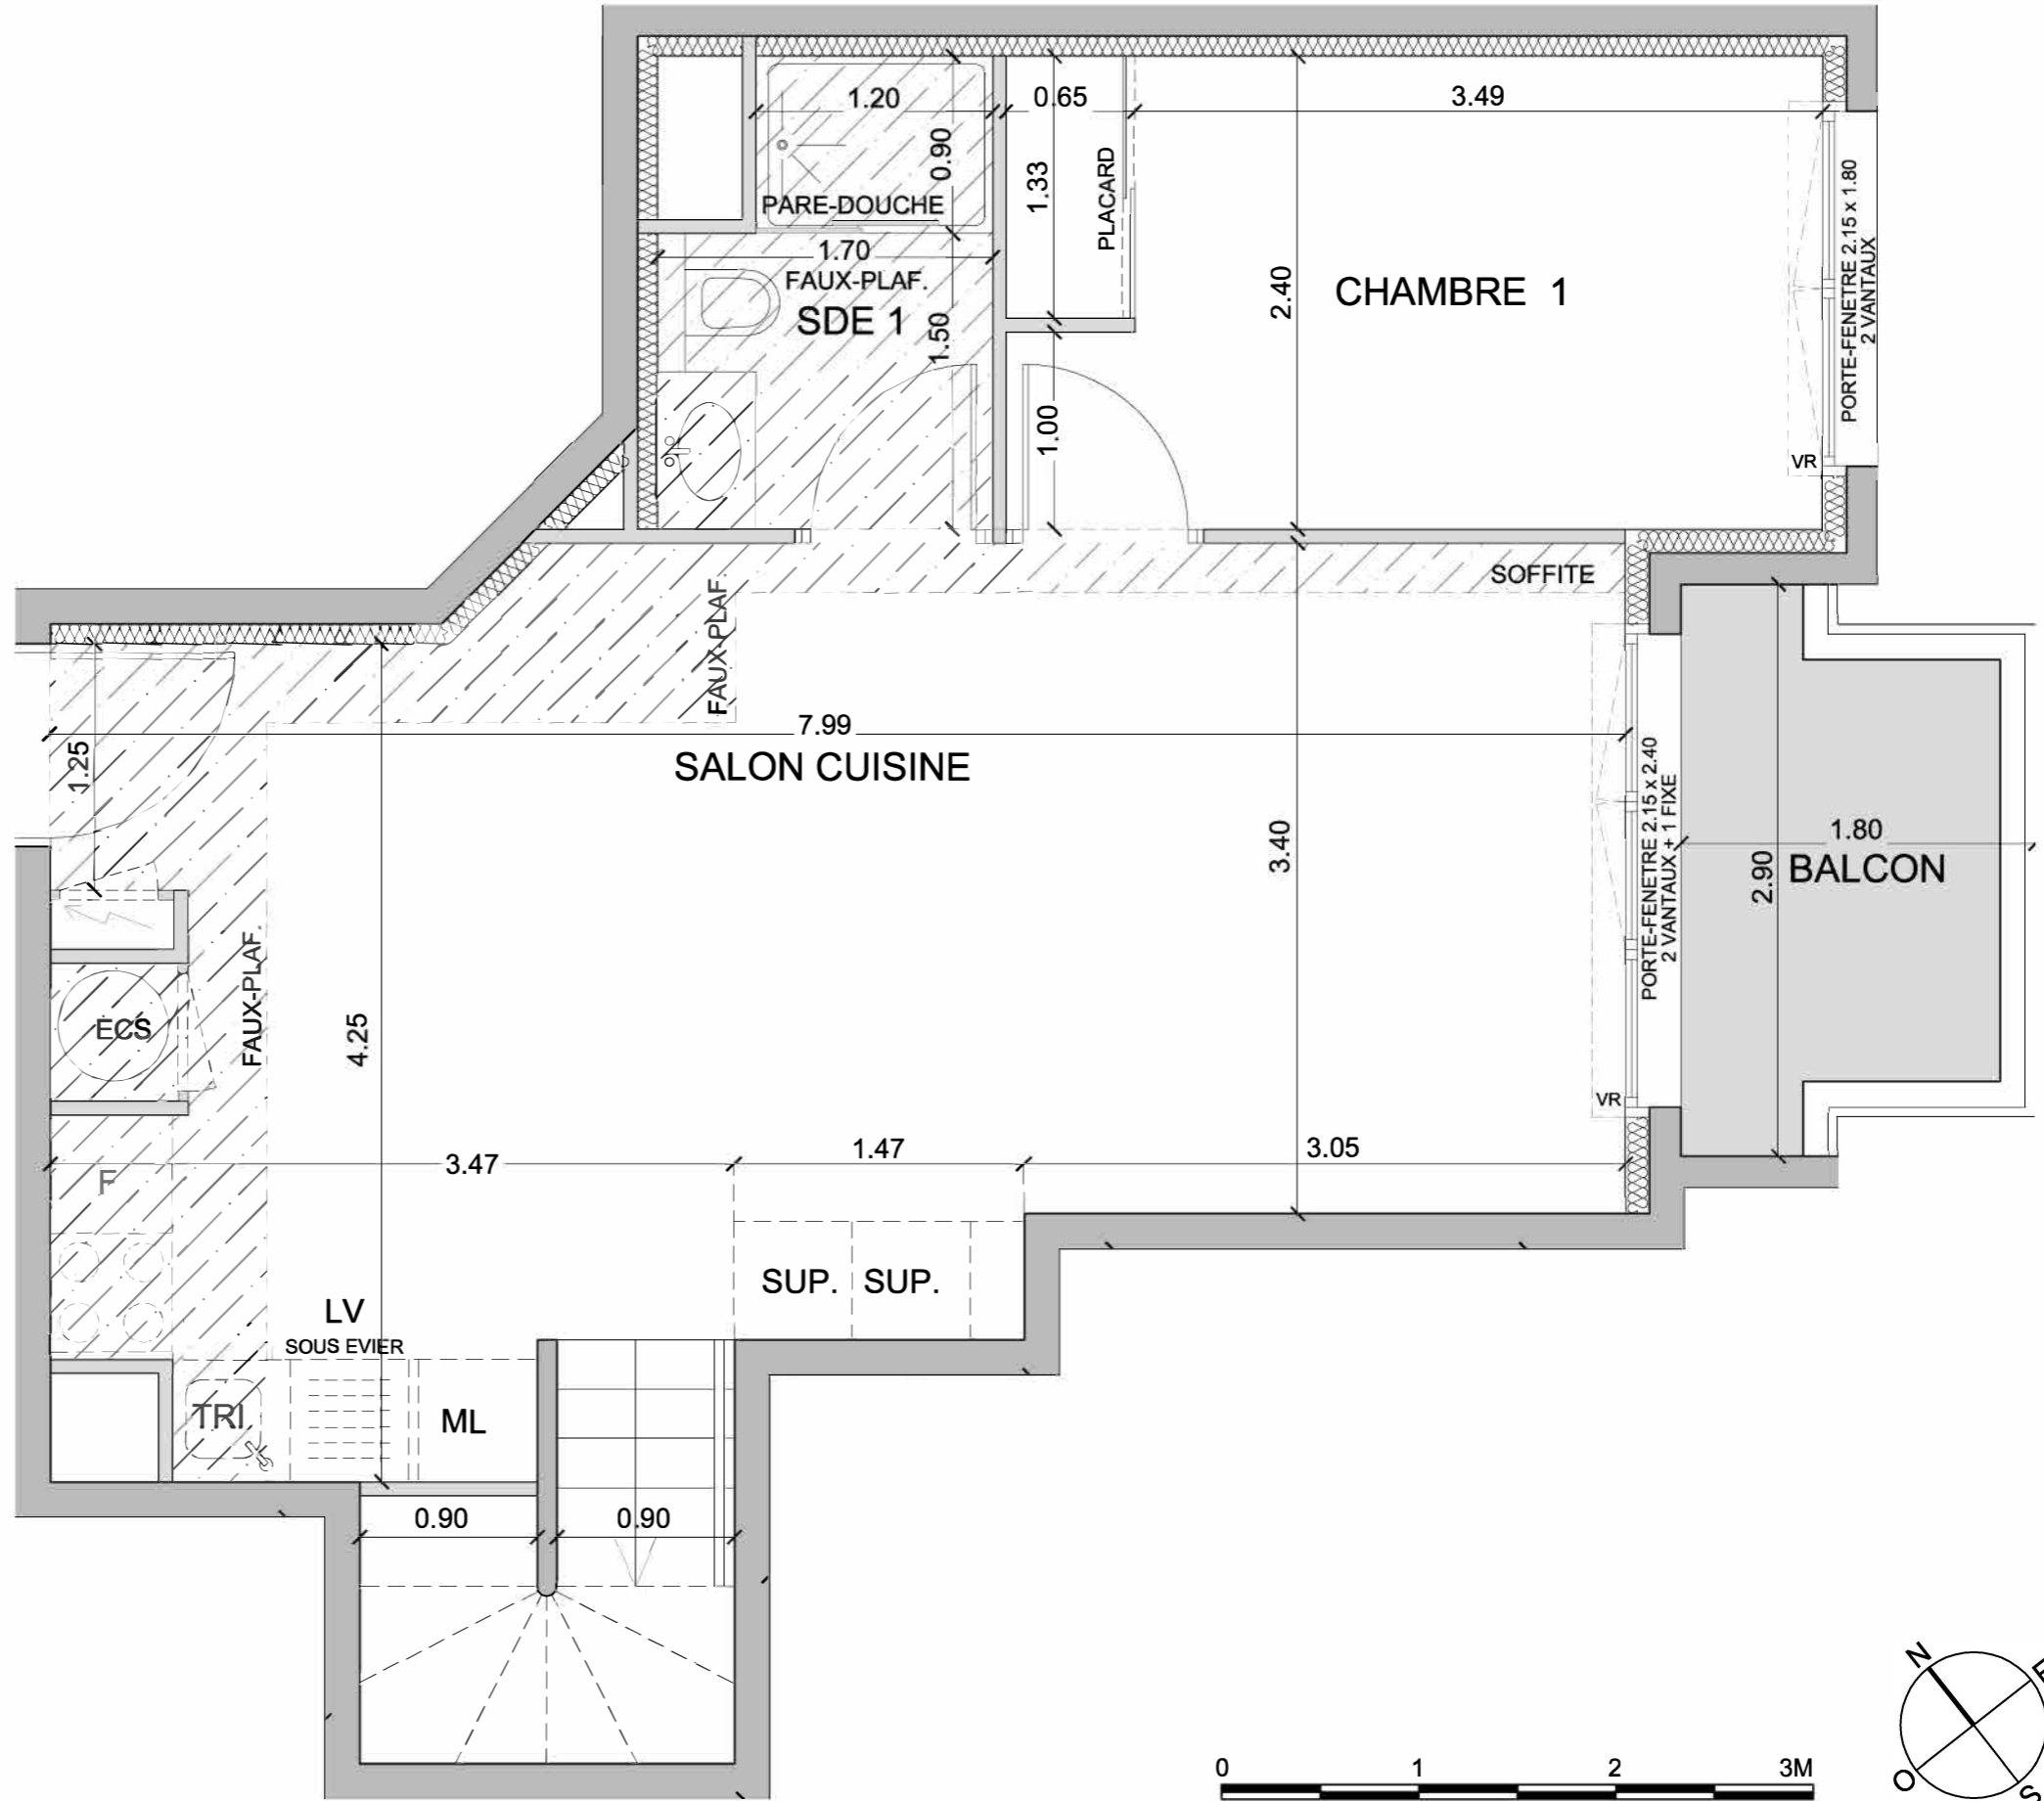 1.20
0.65
3.49
0.90
1.33
PLACARD
PARE-DOUCHE
1.70
FAUX-PLAF.
SDE 1
1.50
2.40
CHAMBRE 1
PORTE-FENETRE 2.15 x 1.80
2 VANTAUX
1.00
VR
SOFFITE
FAUX-PLAF.
7.99
SALON CUISINE
1.25
3.40
PORTE-FENETRE 2.15 x 2.40
2 VANTAUX + 1 FIXE
1.80
BALCON
2.90
FAUX-PLAF.
ECS
4.25
VR
3.47
1.47
3.05
F
SUP.
SUP.
LV
SOUS EVIER
TRI
ML
0.90
0.90
N
E
O
S
0
1
2
3M